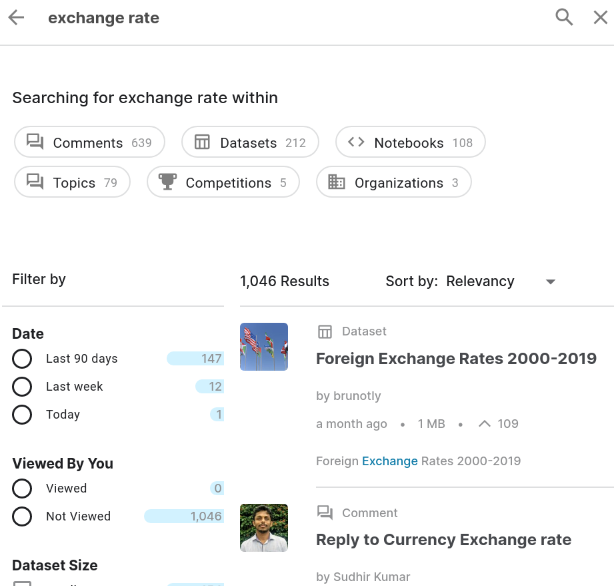 exchange rate
Searching for exchange rate within
Comments 639 Datasets 212 Notebooks 108
Topics 79 Competitions 5 Organizations 3
Filter by
1,046 Results Sort by: Relevancy
Date
Last 90 days 147
Last week 12
Today 1
Viewed By You
Viewed 0
Not Viewed 1,046
Dataset Size
Dataset
Foreign Exchange Rates 2000-2019
by brunotly
a month ago • 1 MB • 109
Foreign Exchange Rates 2000-2019
Comment
Reply to Currency Exchange rate
by Sudhir Kumar